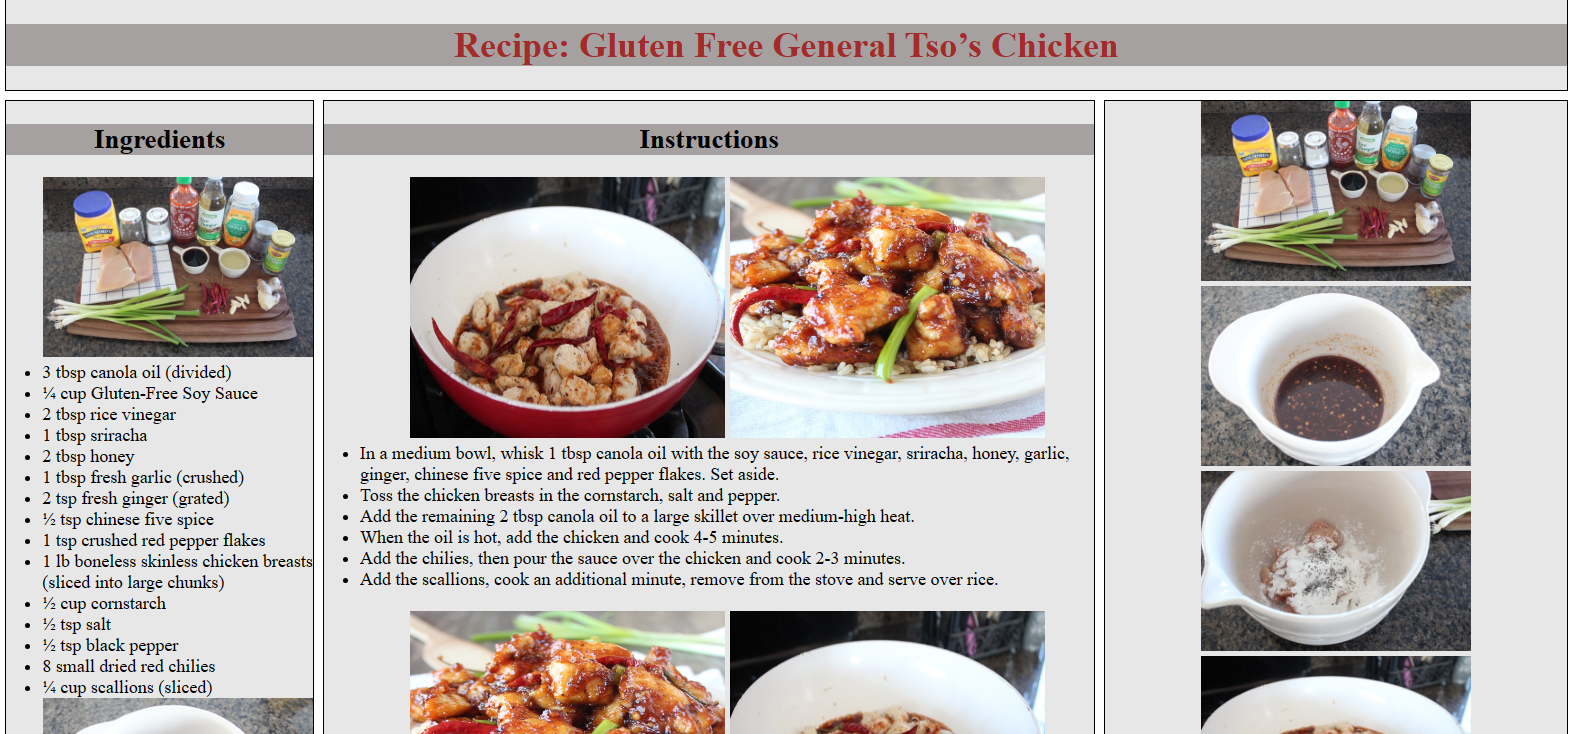 Recipe: Gluten Free General Tso’s Chicken
Ingredients
3 tbsp canola oil (divided)
¼ cup Gluten-Free Soy Sauce
2 tbsp rice vinegar
1 tbsp sriracha
2 tbsp honey
1 tbsp fresh garlic (crushed)
2 tsp fresh ginger (grated)
½ tsp chinese five spice
1 tsp crushed red pepper flakes
1 lb boneless skinless chicken breasts
(sliced into large chunks)
½ cup cornstarch
½ tsp salt
½ tsp black pepper
8 small dried red chilies
¼ cup scallions (sliced)
Instructions
In a medium bowl, whisk 1 tbsp canola oil with the soy sauce, rice vinegar, sriracha, honey, garlic,
ginger, chinese five spice and red pepper flakes. Set aside.
Toss the chicken breasts in the cornstarch, salt and pepper.
Add the remaining 2 tbsp canola oil to a large skillet over medium-high heat.
When the oil is hot, add the chicken and cook 4-5 minutes.
Add the chilies, then pour the sauce over the chicken and cook 2-3 minutes.
Add the scallions, cook an additional minute, remove from the stove and serve over rice.